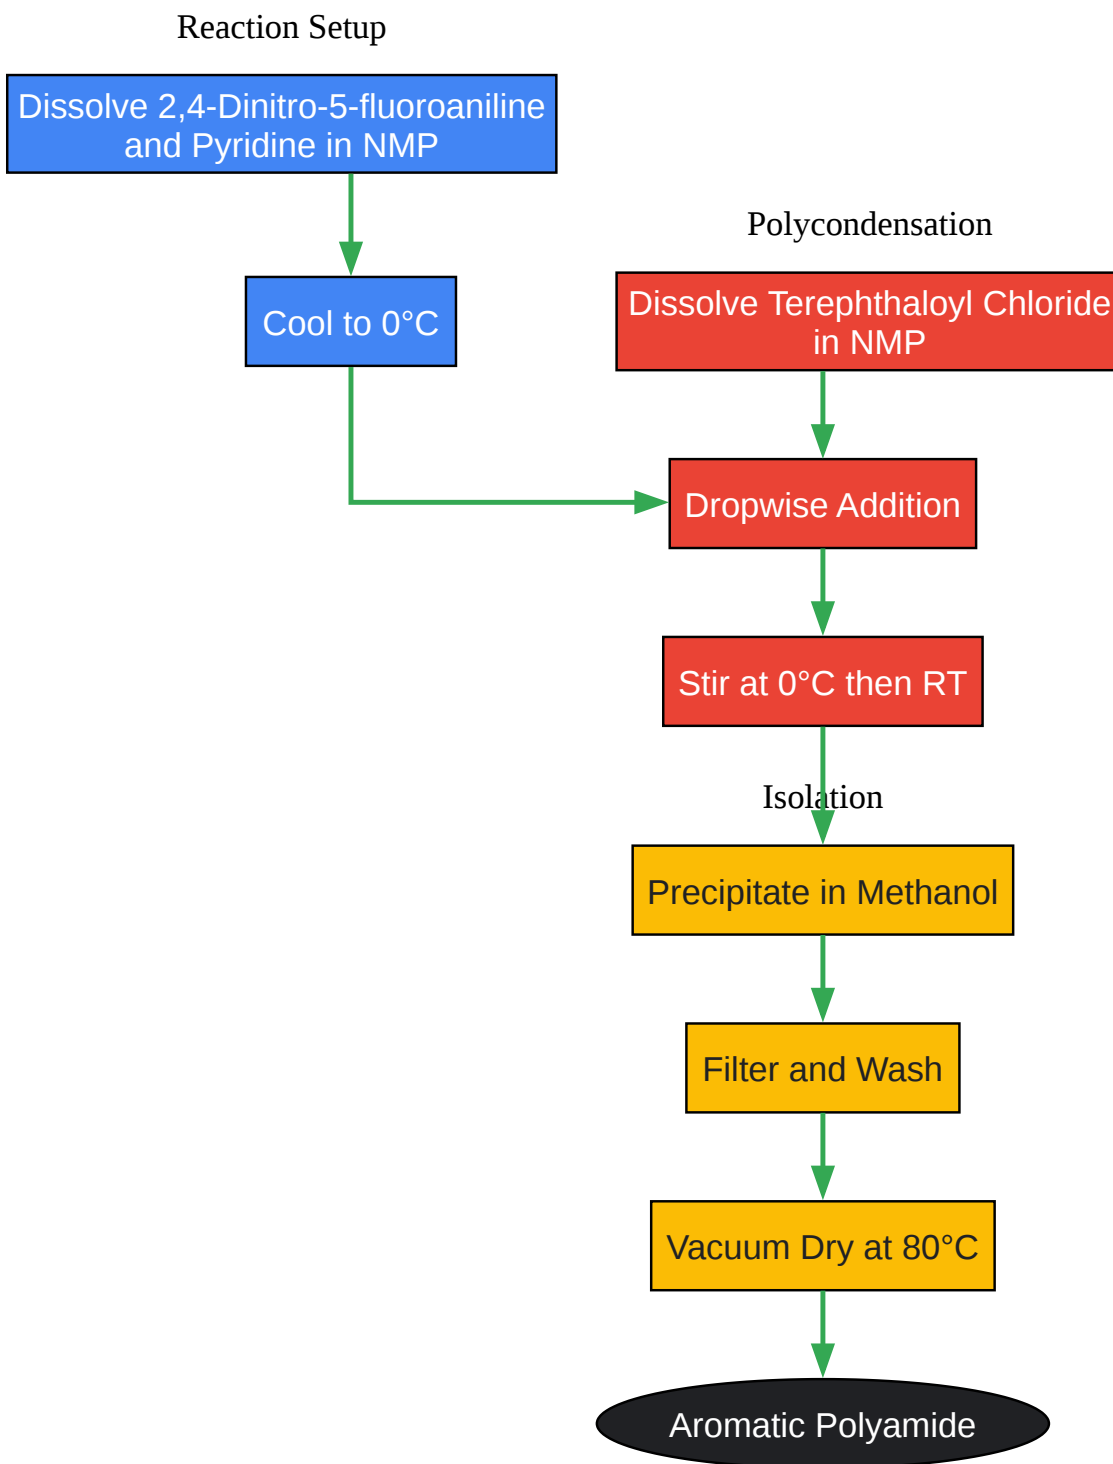 Reaction Setup
Dissolve 2,4-Dinitro-5-fluoroaniline
and Pyridine in NMP
Cool to 0°C
Polycondensation
Dissolve Terephthaloyl Chloride
in NMP
Dropwise Addition
Stir at 0°C then RT
Isolation
Precipitate in Methanol
Filter and Wash
Vacuum Dry at 80°C
Aromatic Polyamide